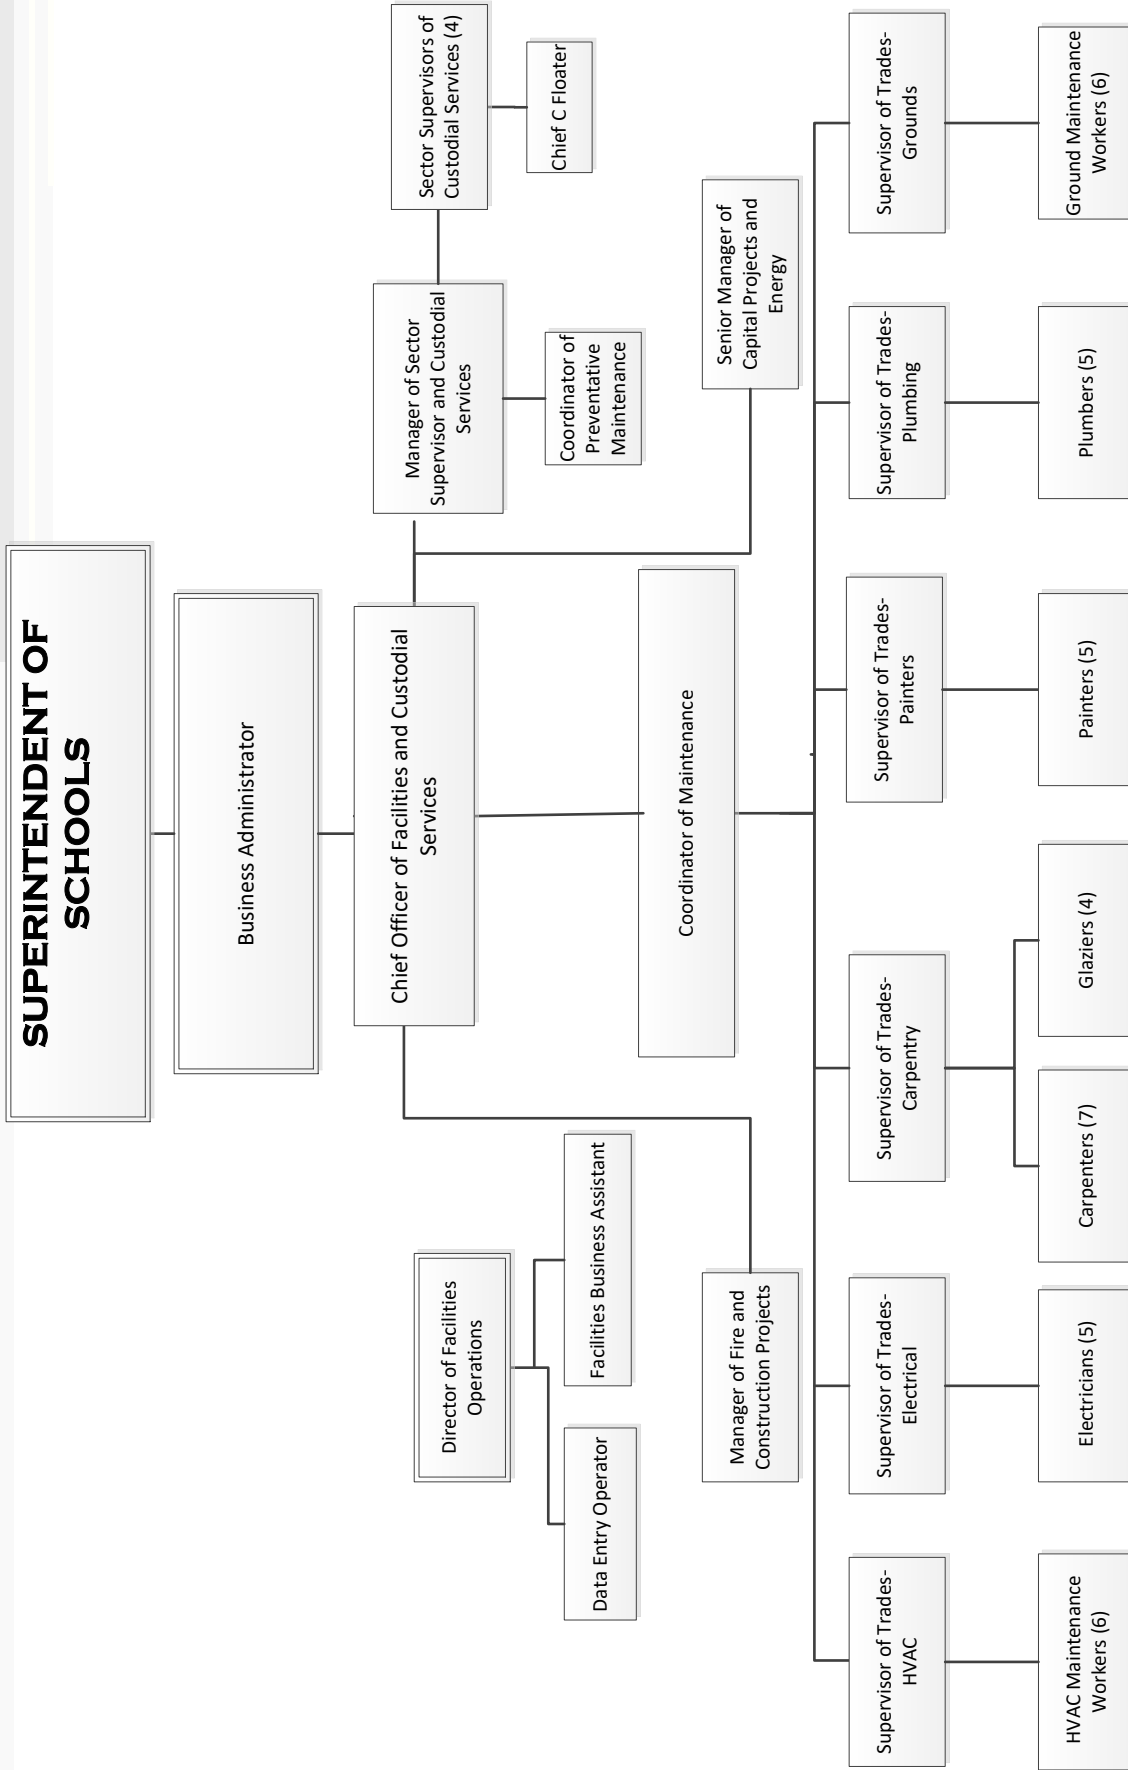 SUPERINTENDENT OF
SCHOOLS
Business Administrator
Chief Officer of Facilities and Custodial
Services
Director of Facilities
Operations
Data Entry Operator
Facilities Business Assistant
Manager of Sector
Supervisor and Custodial
Services
Sector Supervisors of
Custodial Services (4)
Coordinator of
Preventative
Maintenance
Chief C Floater
Manager of Fire and
Construction Projects
Coordinator of Maintenance
Senior Manager of
Capital Projects and
Energy
Supervisor of Trades-
HVAC
Supervisor of Trades-
Electrical
Supervisor of Trades-
Carpentry
Supervisor of Trades-
Painters
Supervisor of Trades-
Plumbing
Supervisor of Trades-
Grounds
HVAC Maintenance
Workers (6)
Electricians (5)
Carpenters (7)
Glaziers (4)
Painters (5)
Plumbers (5)
Ground Maintenance
Workers (6)